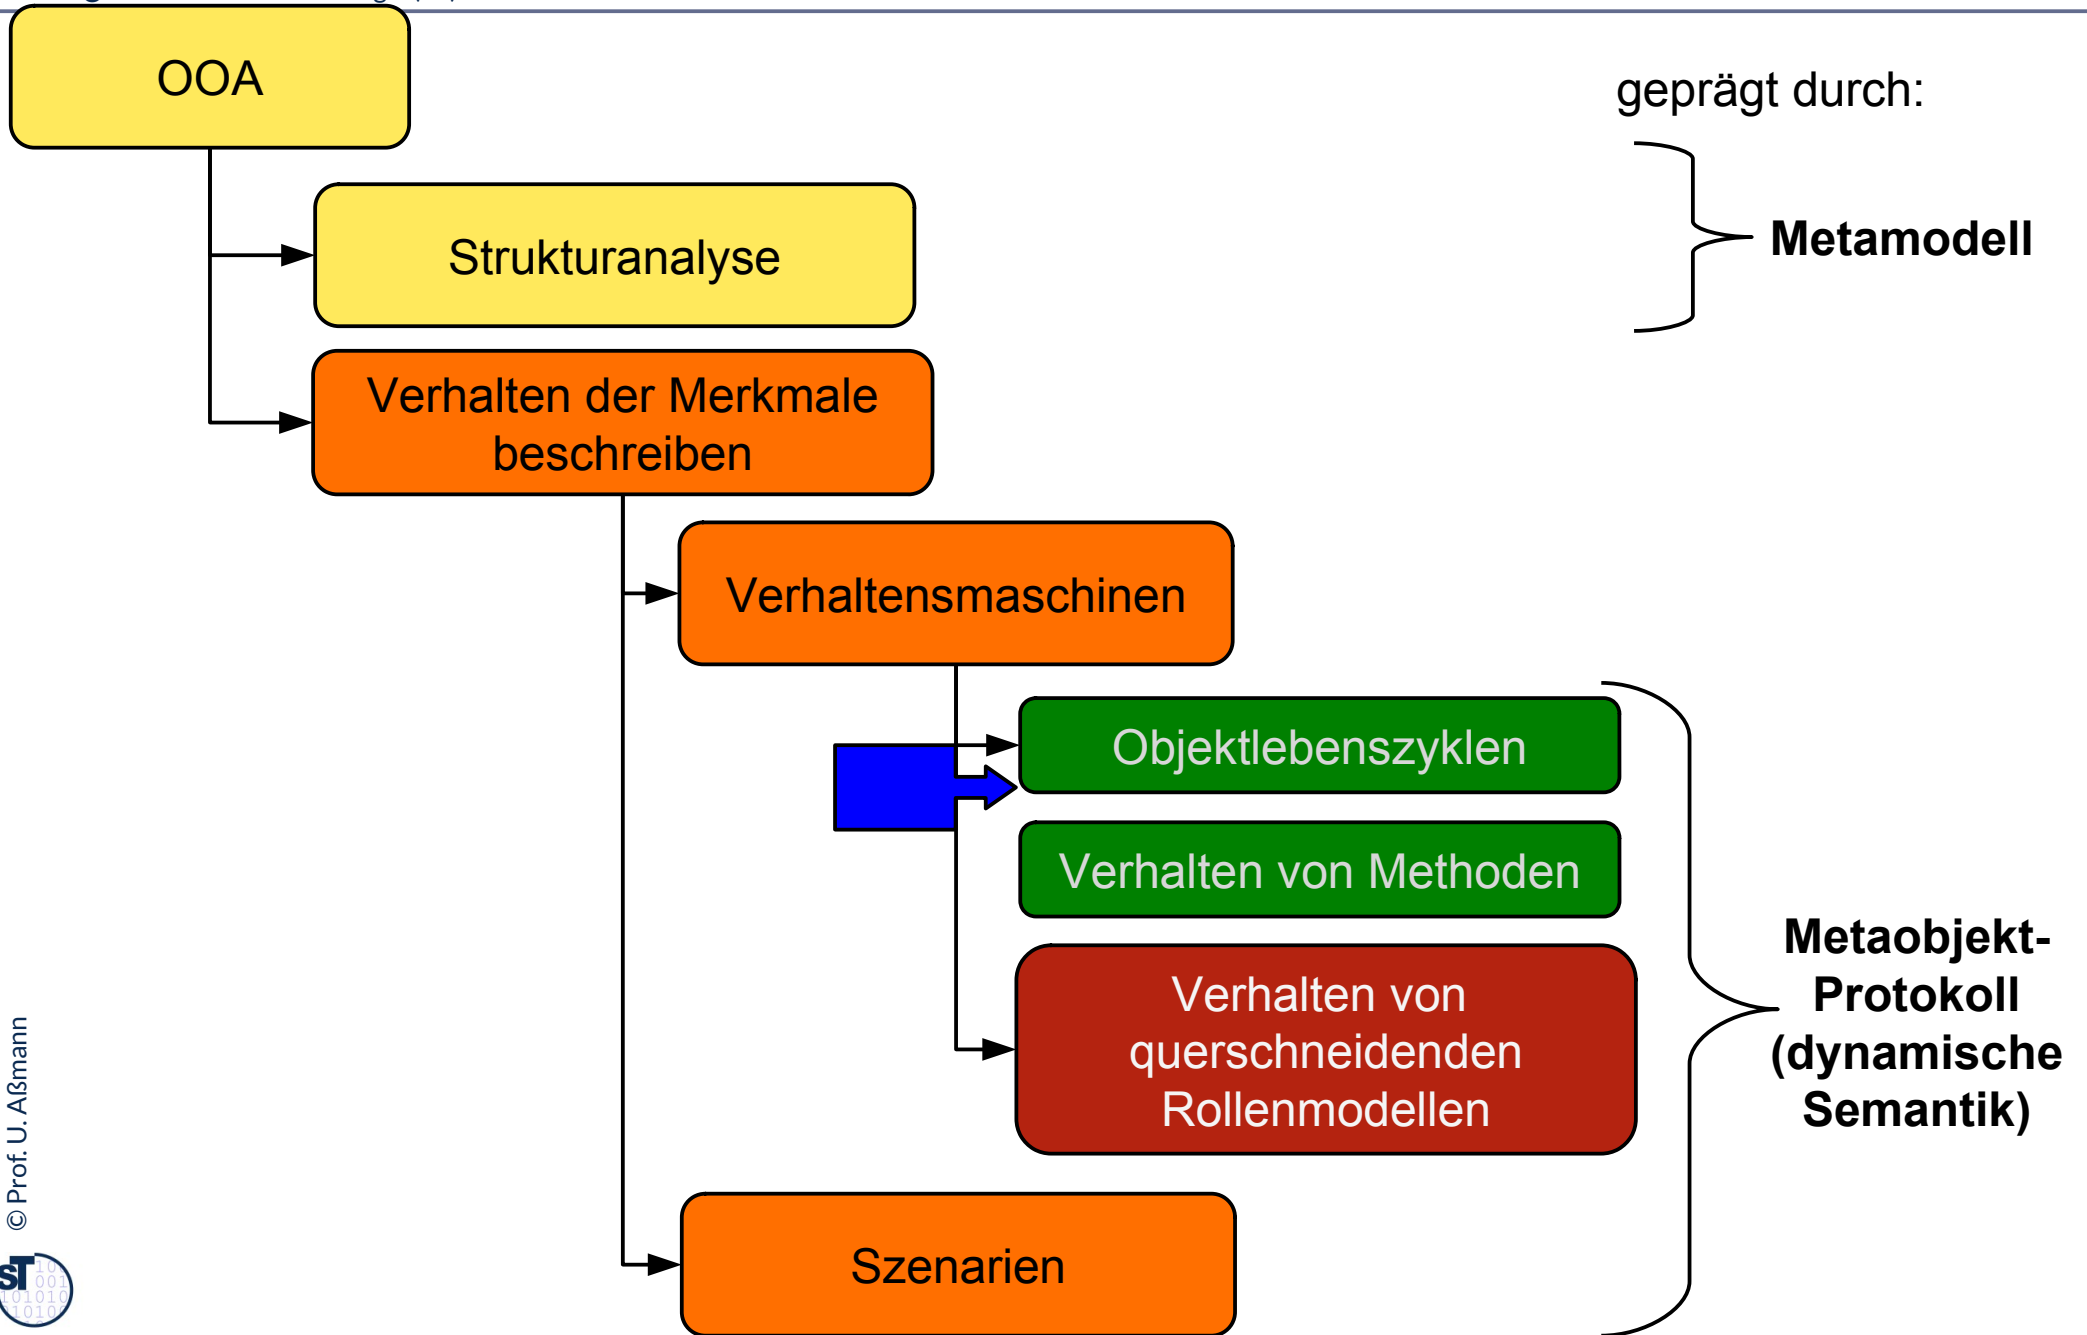 OOA
geprägt durch:
Strukturanalyse
Metamodell
Verhalten der Merkmale
beschreiben
Verhaltensmaschinen
Objektlebenszyklen
Verhalten von Methoden
Verhalten von
querschneidenden
Rollenmodellen
Metaobjekt-
Protokoll
(dynamische
Semantik)
Szenarien
© Prof. U. Aßmann
ST